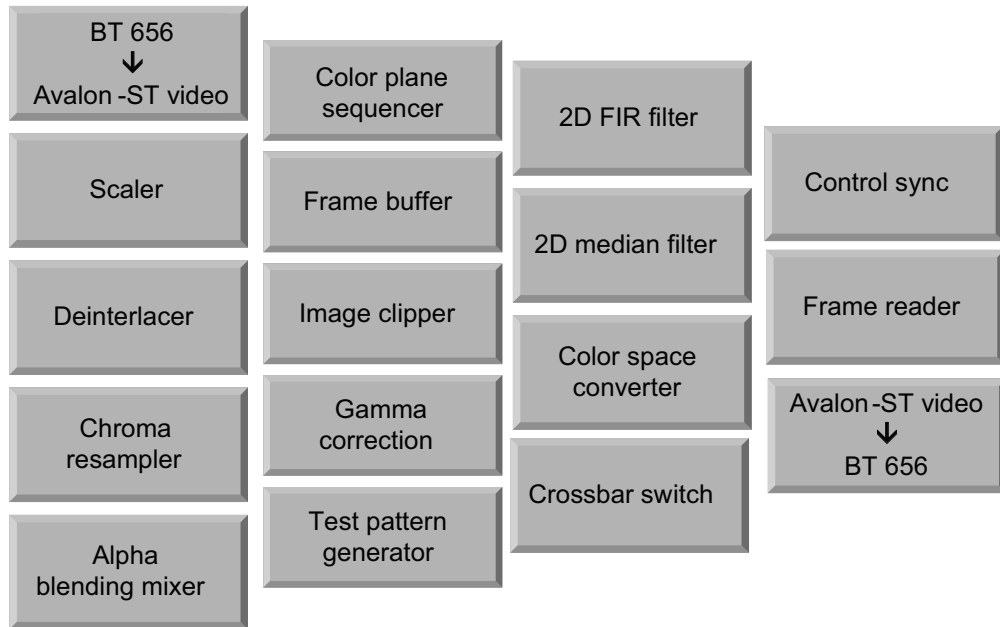 BT 656
↓
Avalon-ST video
Scaler
Deinterlacer
Chroma
resampler
Alpha
blending mixer
Color plane
sequencer
Frame buffer
Image clipper
Gamma
correction
Test pattern
generator
2D FIR filter
2D median filter
Color space
converter
Crossbar switch
Control sync
Frame reader
Avalon-ST video
↓
BT 656